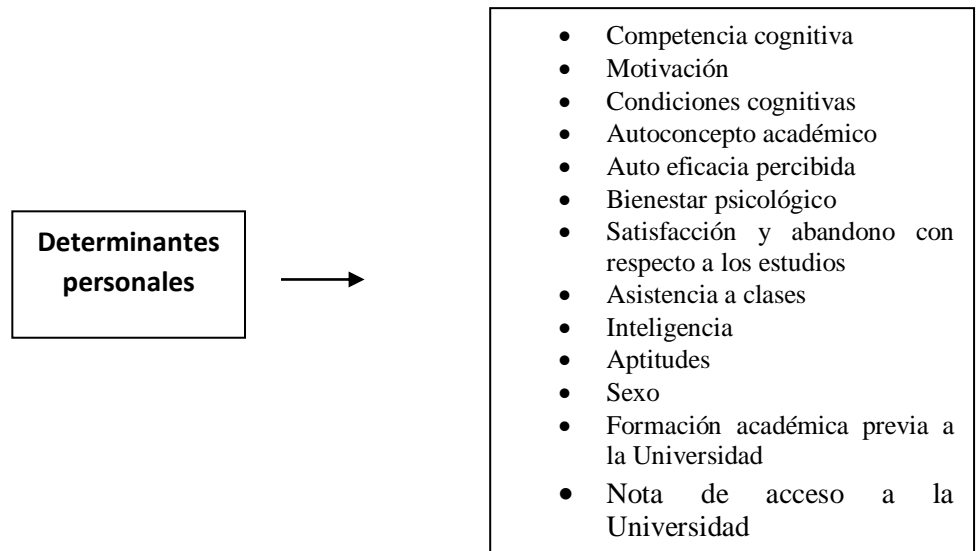 Determinantes
personales
• Competencia cognitiva
• Motivación
• Condiciones cognitivas
• Autoconcepto académico
• Auto eficacia percibida
• Bienestar psicológico
• Satisfacción y abandono con
respecto a los estudios
• Asistencia a clases
• Inteligencia
• Aptitudes
• Sexo
• Formación académica previa a
la Universidad
• Nota de acceso a la
Universidad